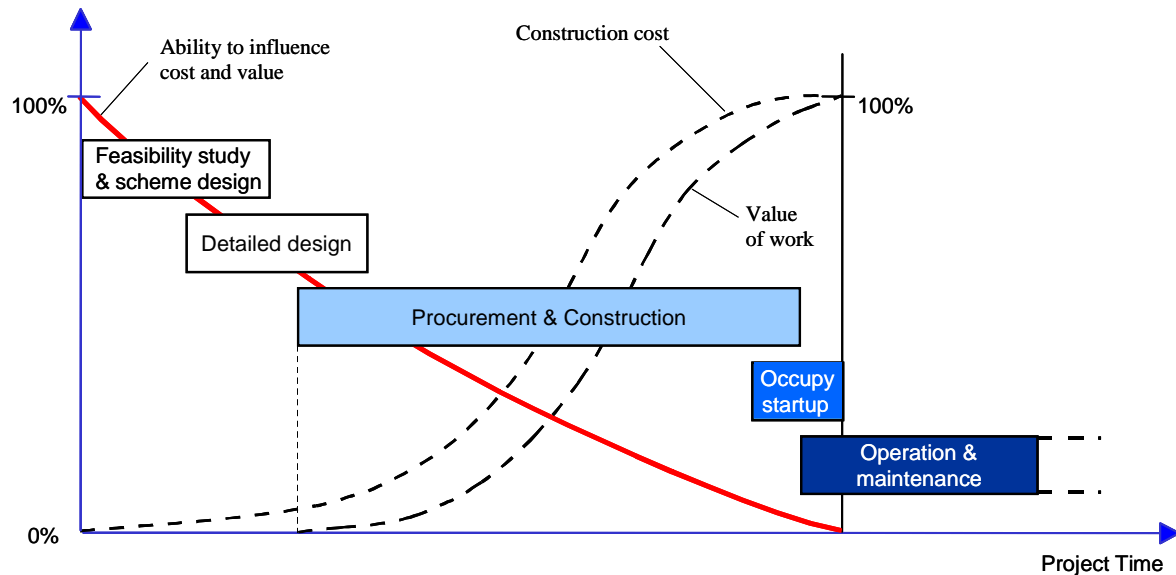 Ability to influence
cost and value
Construction cost
100%
100%
Feasibility study
& scheme design
Detailed design
Value
of work
Procurement & Construction
Occupy
startup
Operation &
maintenance
0%
Project Time